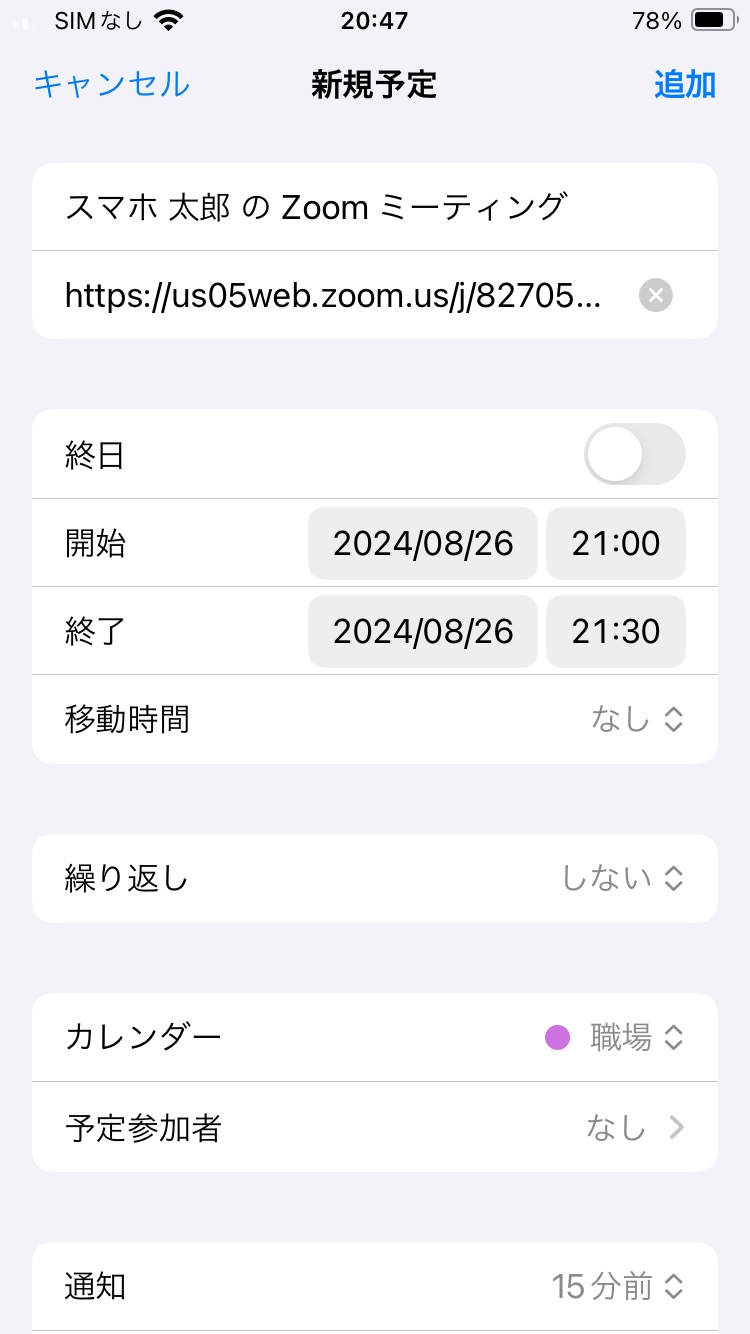 SIMなし 20:47 78%
キャンセル 新規予定 追加
スマホ 太郎 の Zoom ミーティング
https://us05web.zoom.us/j/82705...
終日
開始 2024/08/26 21:00
終了 2024/08/26 21:30
移動時間 なし
繰り返し しない
カレンダー 職場
予定参加者 なし
通知 15分前